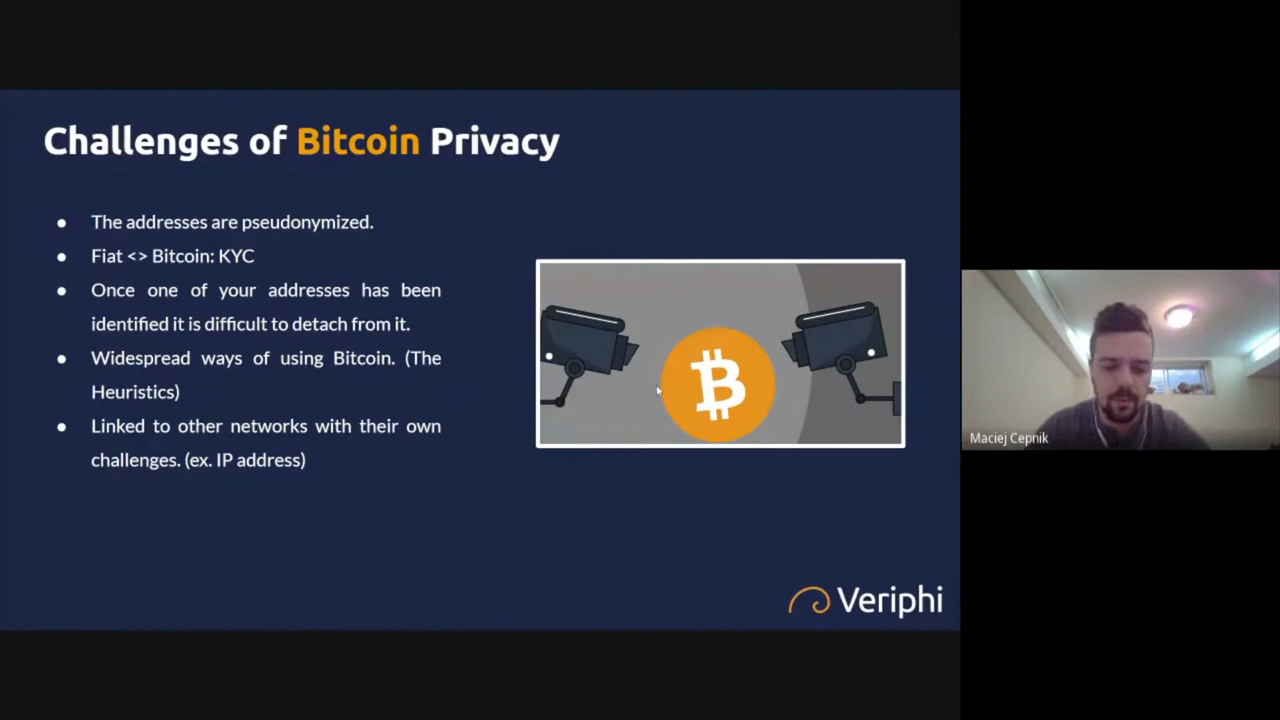 Challenges of Bitcoin Privacy
● The addresses are pseudonymized.
● Fiat <> Bitcoin: KYC
● Once one of your addresses has been
identified it is difficult to detach from it.
● Widespread ways of using Bitcoin. (The
Heuristics)
● Linked to other networks with their own
challenges. (ex. IP address)
Veriphi
Maciej Cepnik